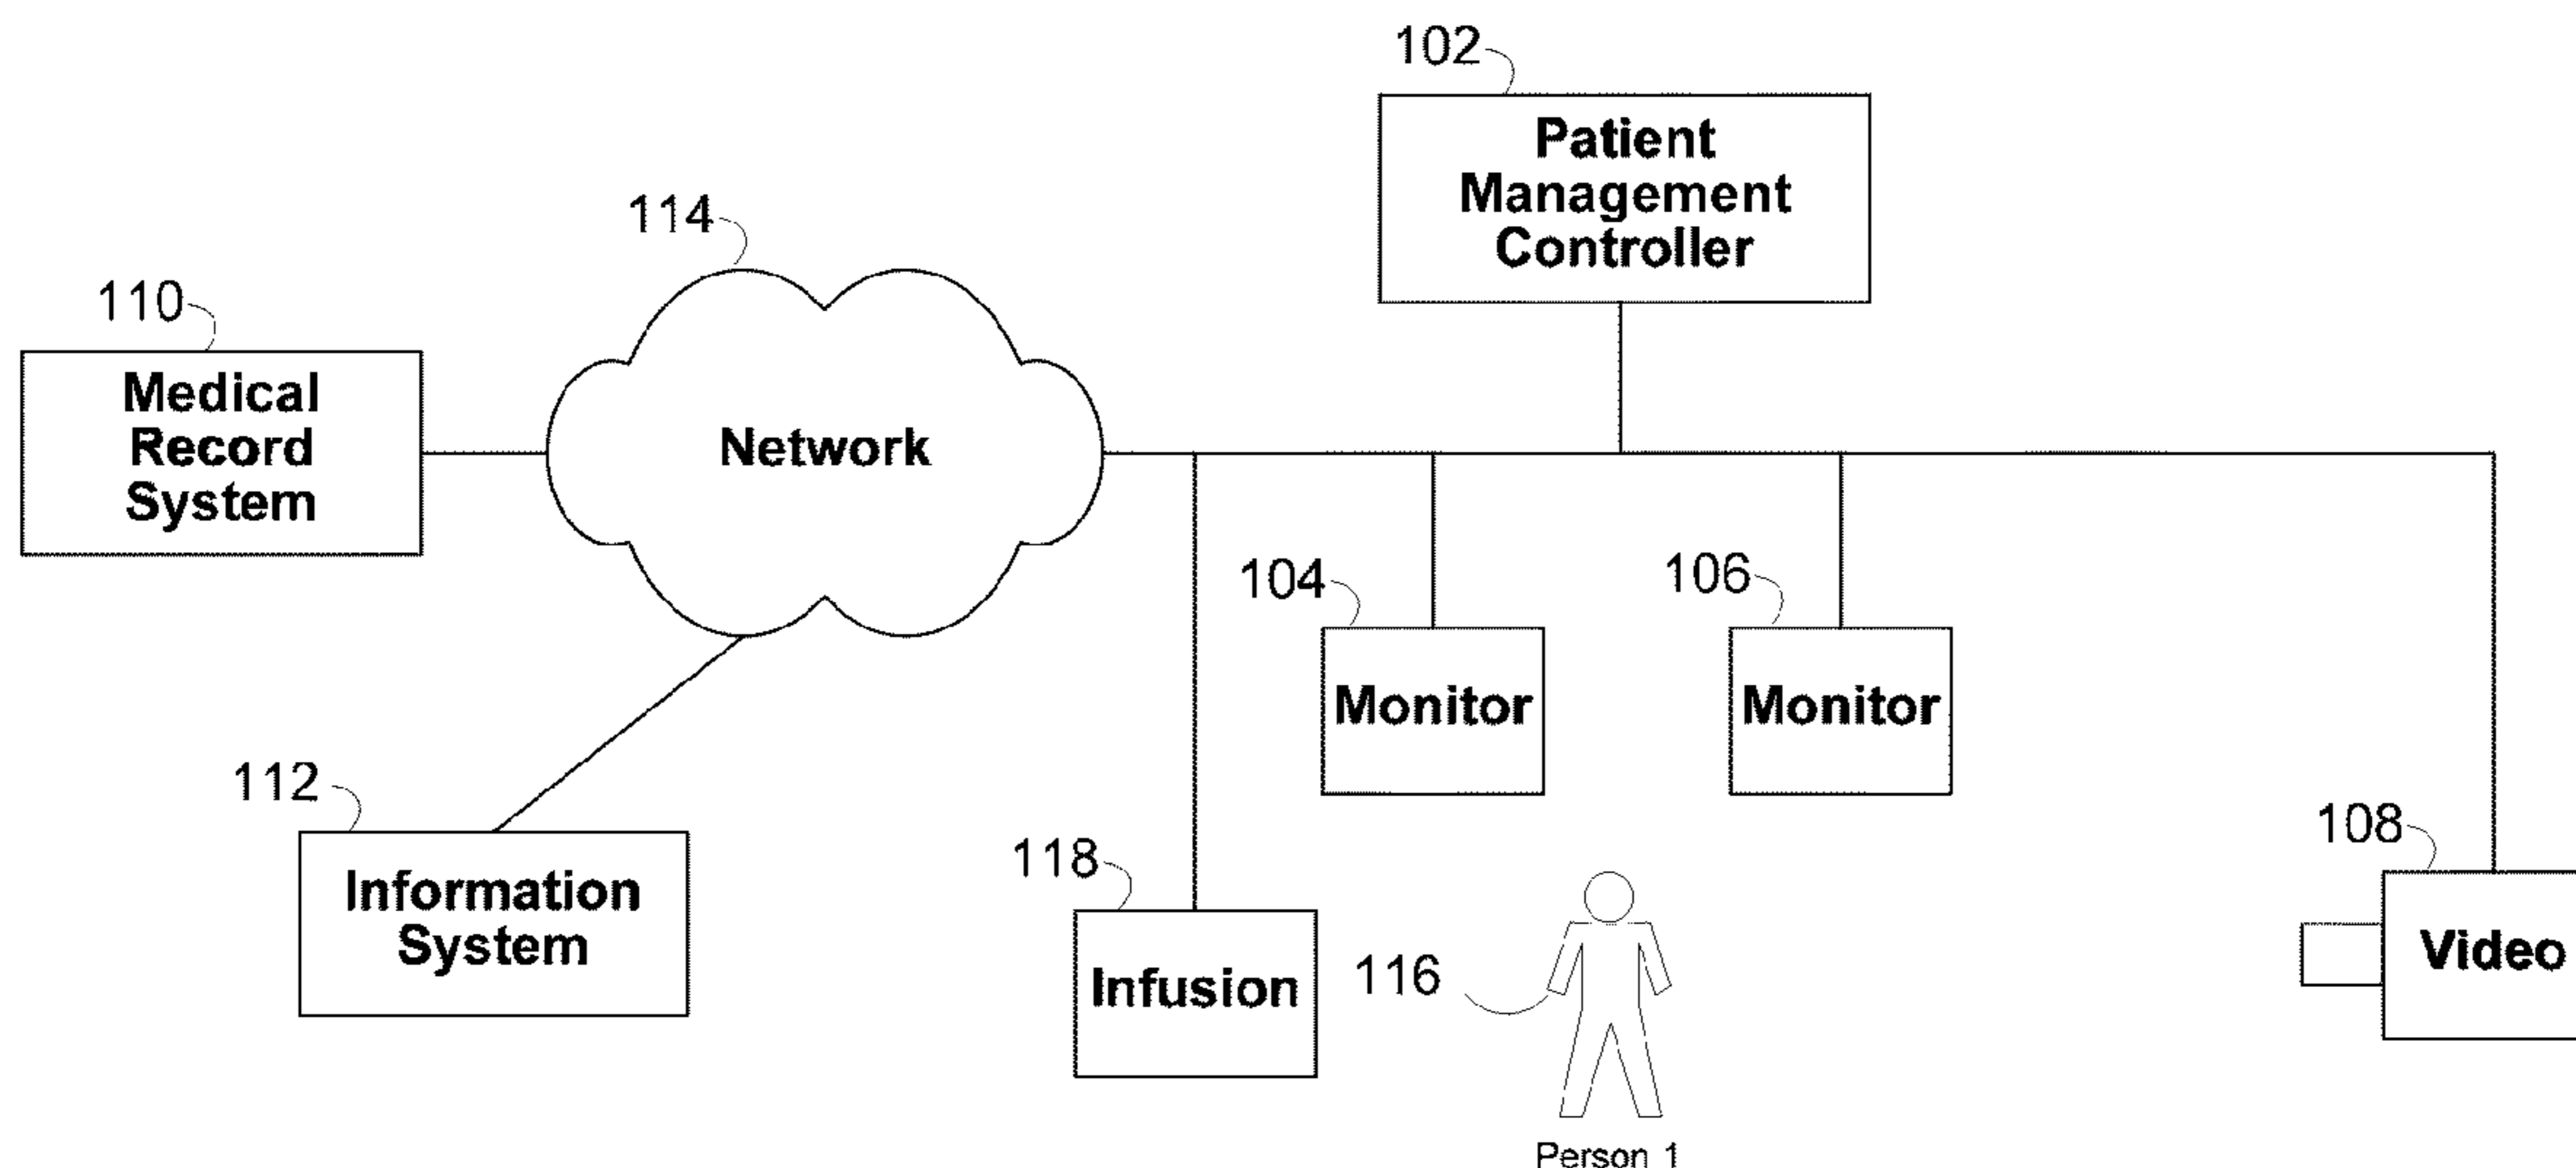 102
Patient
Management
Controller
114
110
Medical
Record
System
Network
104
106
Monitor
Monitor
112
Information
System
118
Infusion
116
108
Video
Person 1